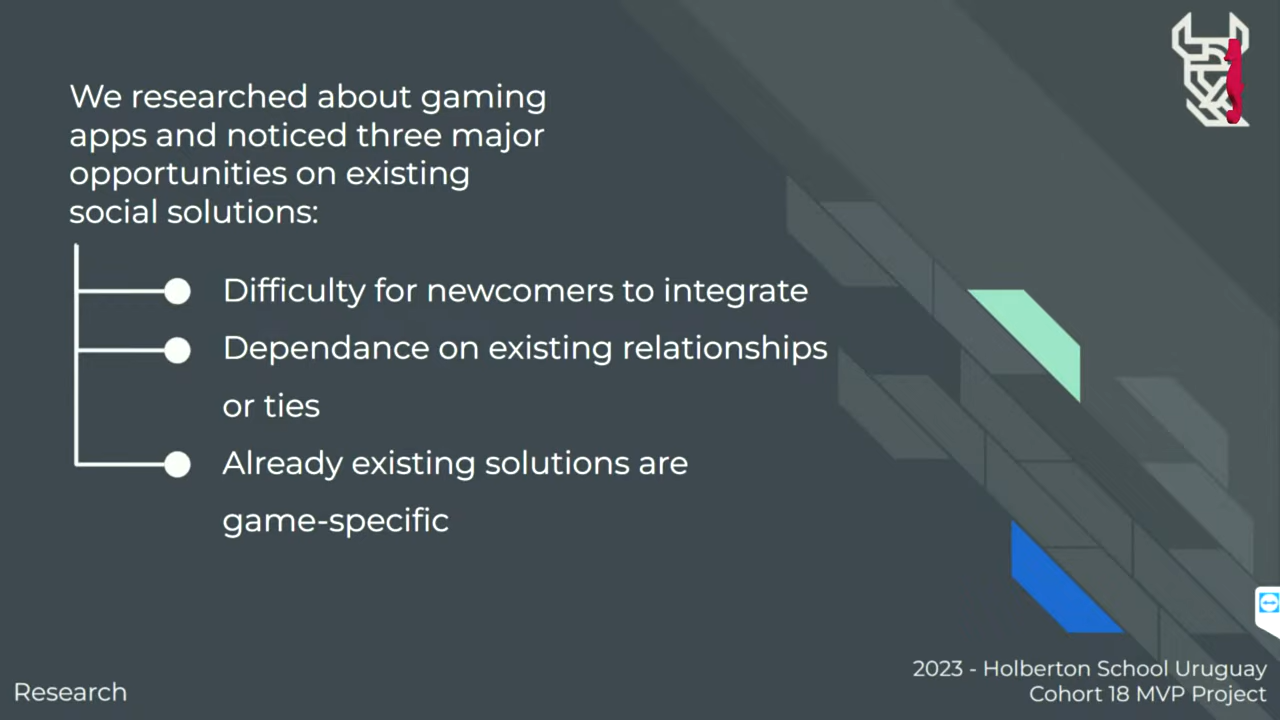 We researched about gaming
apps and noticed three major
opportunities on existing
social solutions:
Difficulty for newcomers to integrate
Dependance on existing relationships
or ties
Already existing solutions are
game-specific
Research
2023 - Holberton School Uruguay
Cohort 18 MVP Project